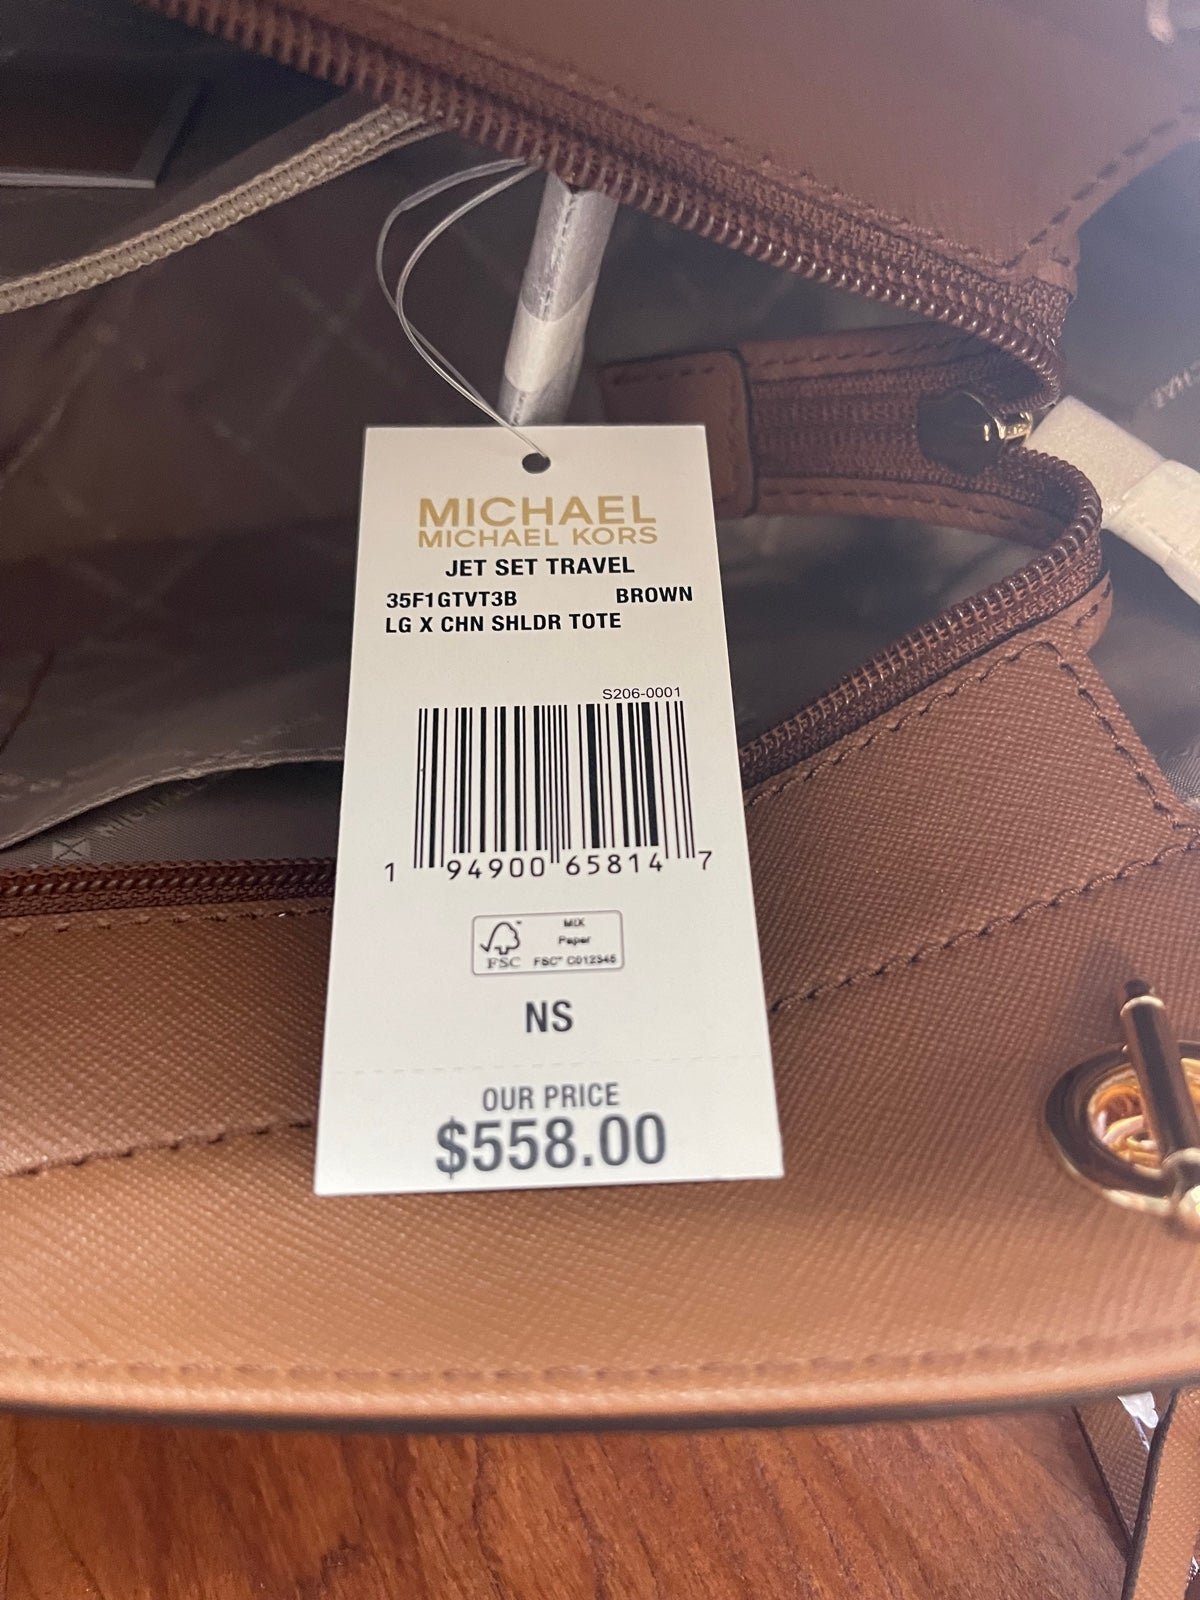 MICHAEL
MICHAEL KORS
JET SET TRAVEL
35F1GTVT3B BROWN
LG X CHN SHLDR TOTE
S206-0001
1 94900 65814 7
FSC
MIX
Paper
FSC™ C012345
NS
OUR PRICE
$558.00